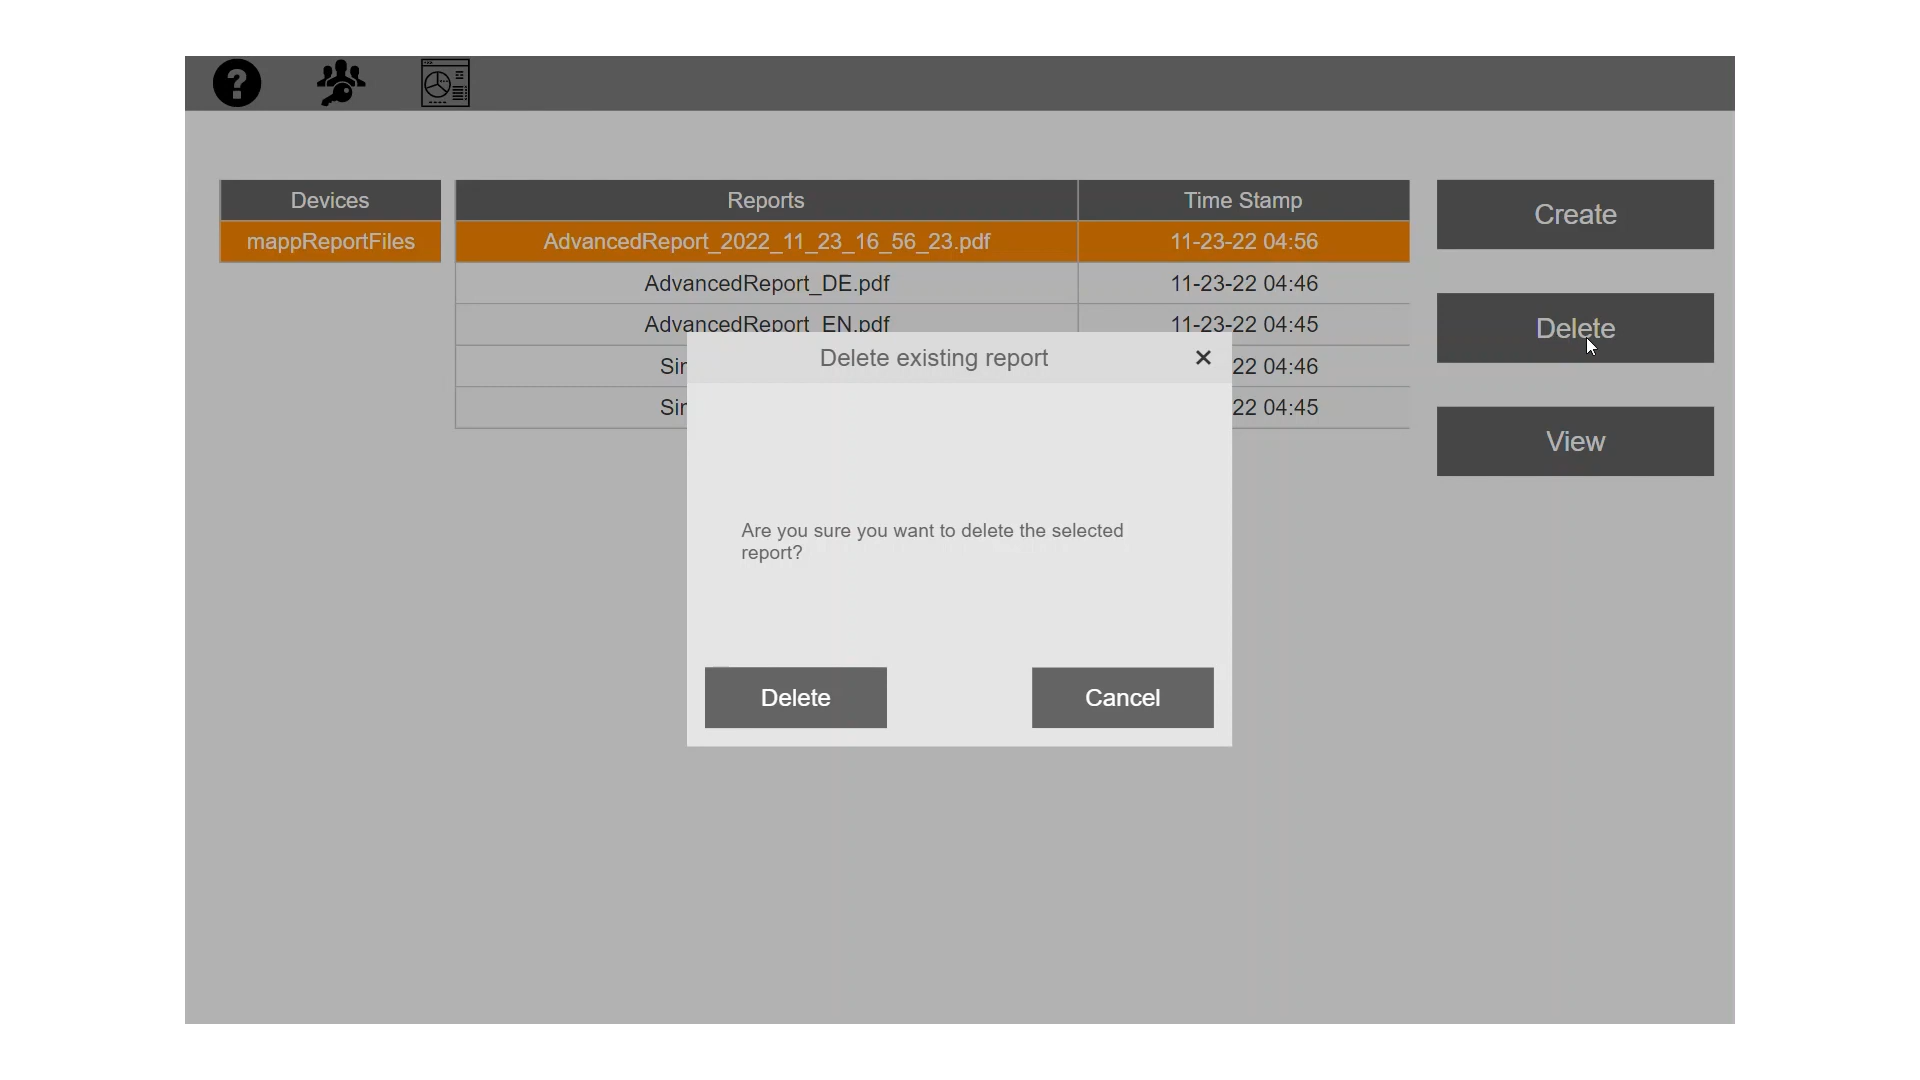 Devices
Reports
Time Stamp
Create
mappReportFiles
AdvancedReport_2022_11_23_16_56_23.pdf
11-23-22 04:56
AdvancedReport_DE.pdf
11-23-22 04:46
Delete
AdvancedReport_EN.pdf
11-23-22 04:45
Delete existing report
22 04:46
22 04:45
View
Are you sure you want to delete the selected
report?
Delete
Cancel